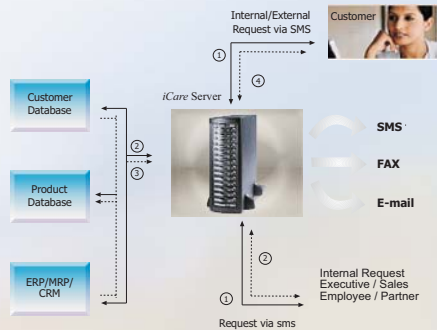 Internal/External
Request via SMS
Customer
1
4
iCare Server
Customer
Database
2
3
SMS
FAX
Product
Database
E-mail
2
ERP/MRP/
CRM
1
Internal Request
Executive / Sales
Employee / Partner
Request via sms